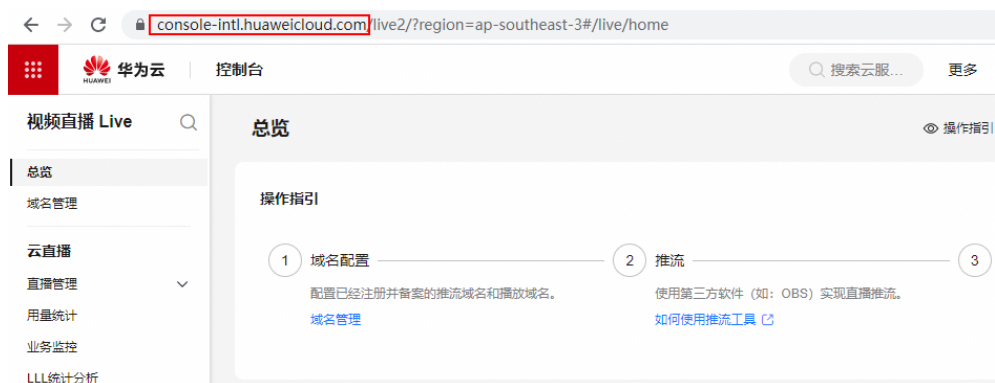 console-intl.huaweicloud.com/live2/?region=ap-southeast-3#/live/home
HUAWEI 华为云 控制台 搜索云服... 更多
视频直播 Live
总览
域名管理
云直播
直播管理
用量统计
业务监控
LLL统计分析
总览 操作指引
操作指引
1 域名配置
配置已经注册并备案的推流域名和播放域名。
域名管理
2 推流
使用第三方软件（如：OBS）实现直播推流。
如何使用推流工具
3